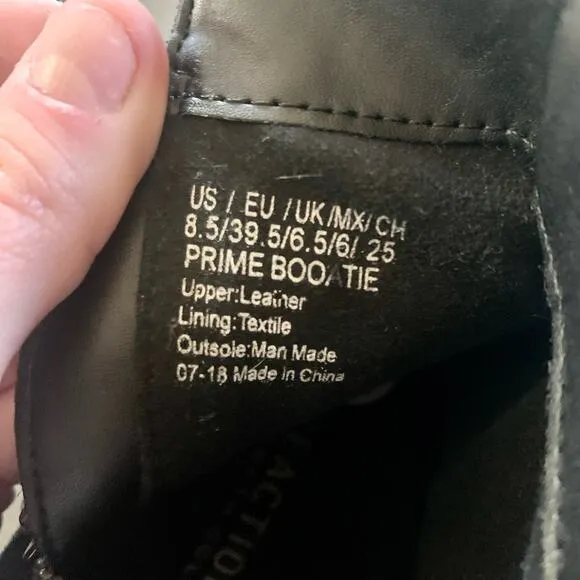 US / EU / UK/MX/ CH
8.5/39.5/6.5/6/ 25
PRIME BOOATIE
Upper:Leather
Lining:Textile
Outsole:Man Made
07-18 Made In China